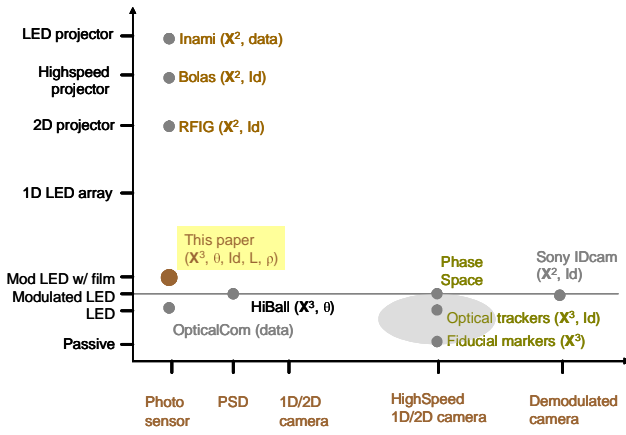 LED projector
Inami (X², data)
Highspeed
projector
Bolas (X², Id)
2D projector
RFIG (X², Id)
1D LED array
This paper
(X³, θ, Id, L, ρ)
Phase
Space
Sony IDcam
(X², Id)
Mod LED w/ film
Modulated LED
HiBall (X³, θ)
LED
OpticalCom (data)
Optical trackers (X³, Id)
Passive
Fiducial markers (X³)
Photo
sensor
PSD
1D/2D
camera
HighSpeed
1D/2D camera
Demodulated
camera